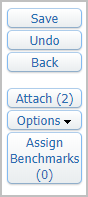 Save
Undo
Back
Attach (2)
Options
Assign
Benchmarks
(0)